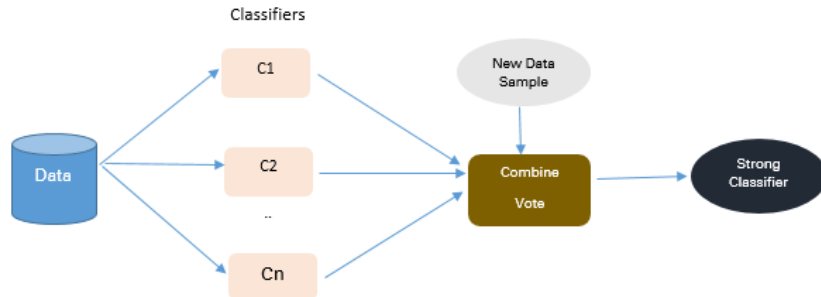 Classifiers
C1
New Data
Sample
Data
C2
Combine
Vote
Strong
Classifier
..
Cn